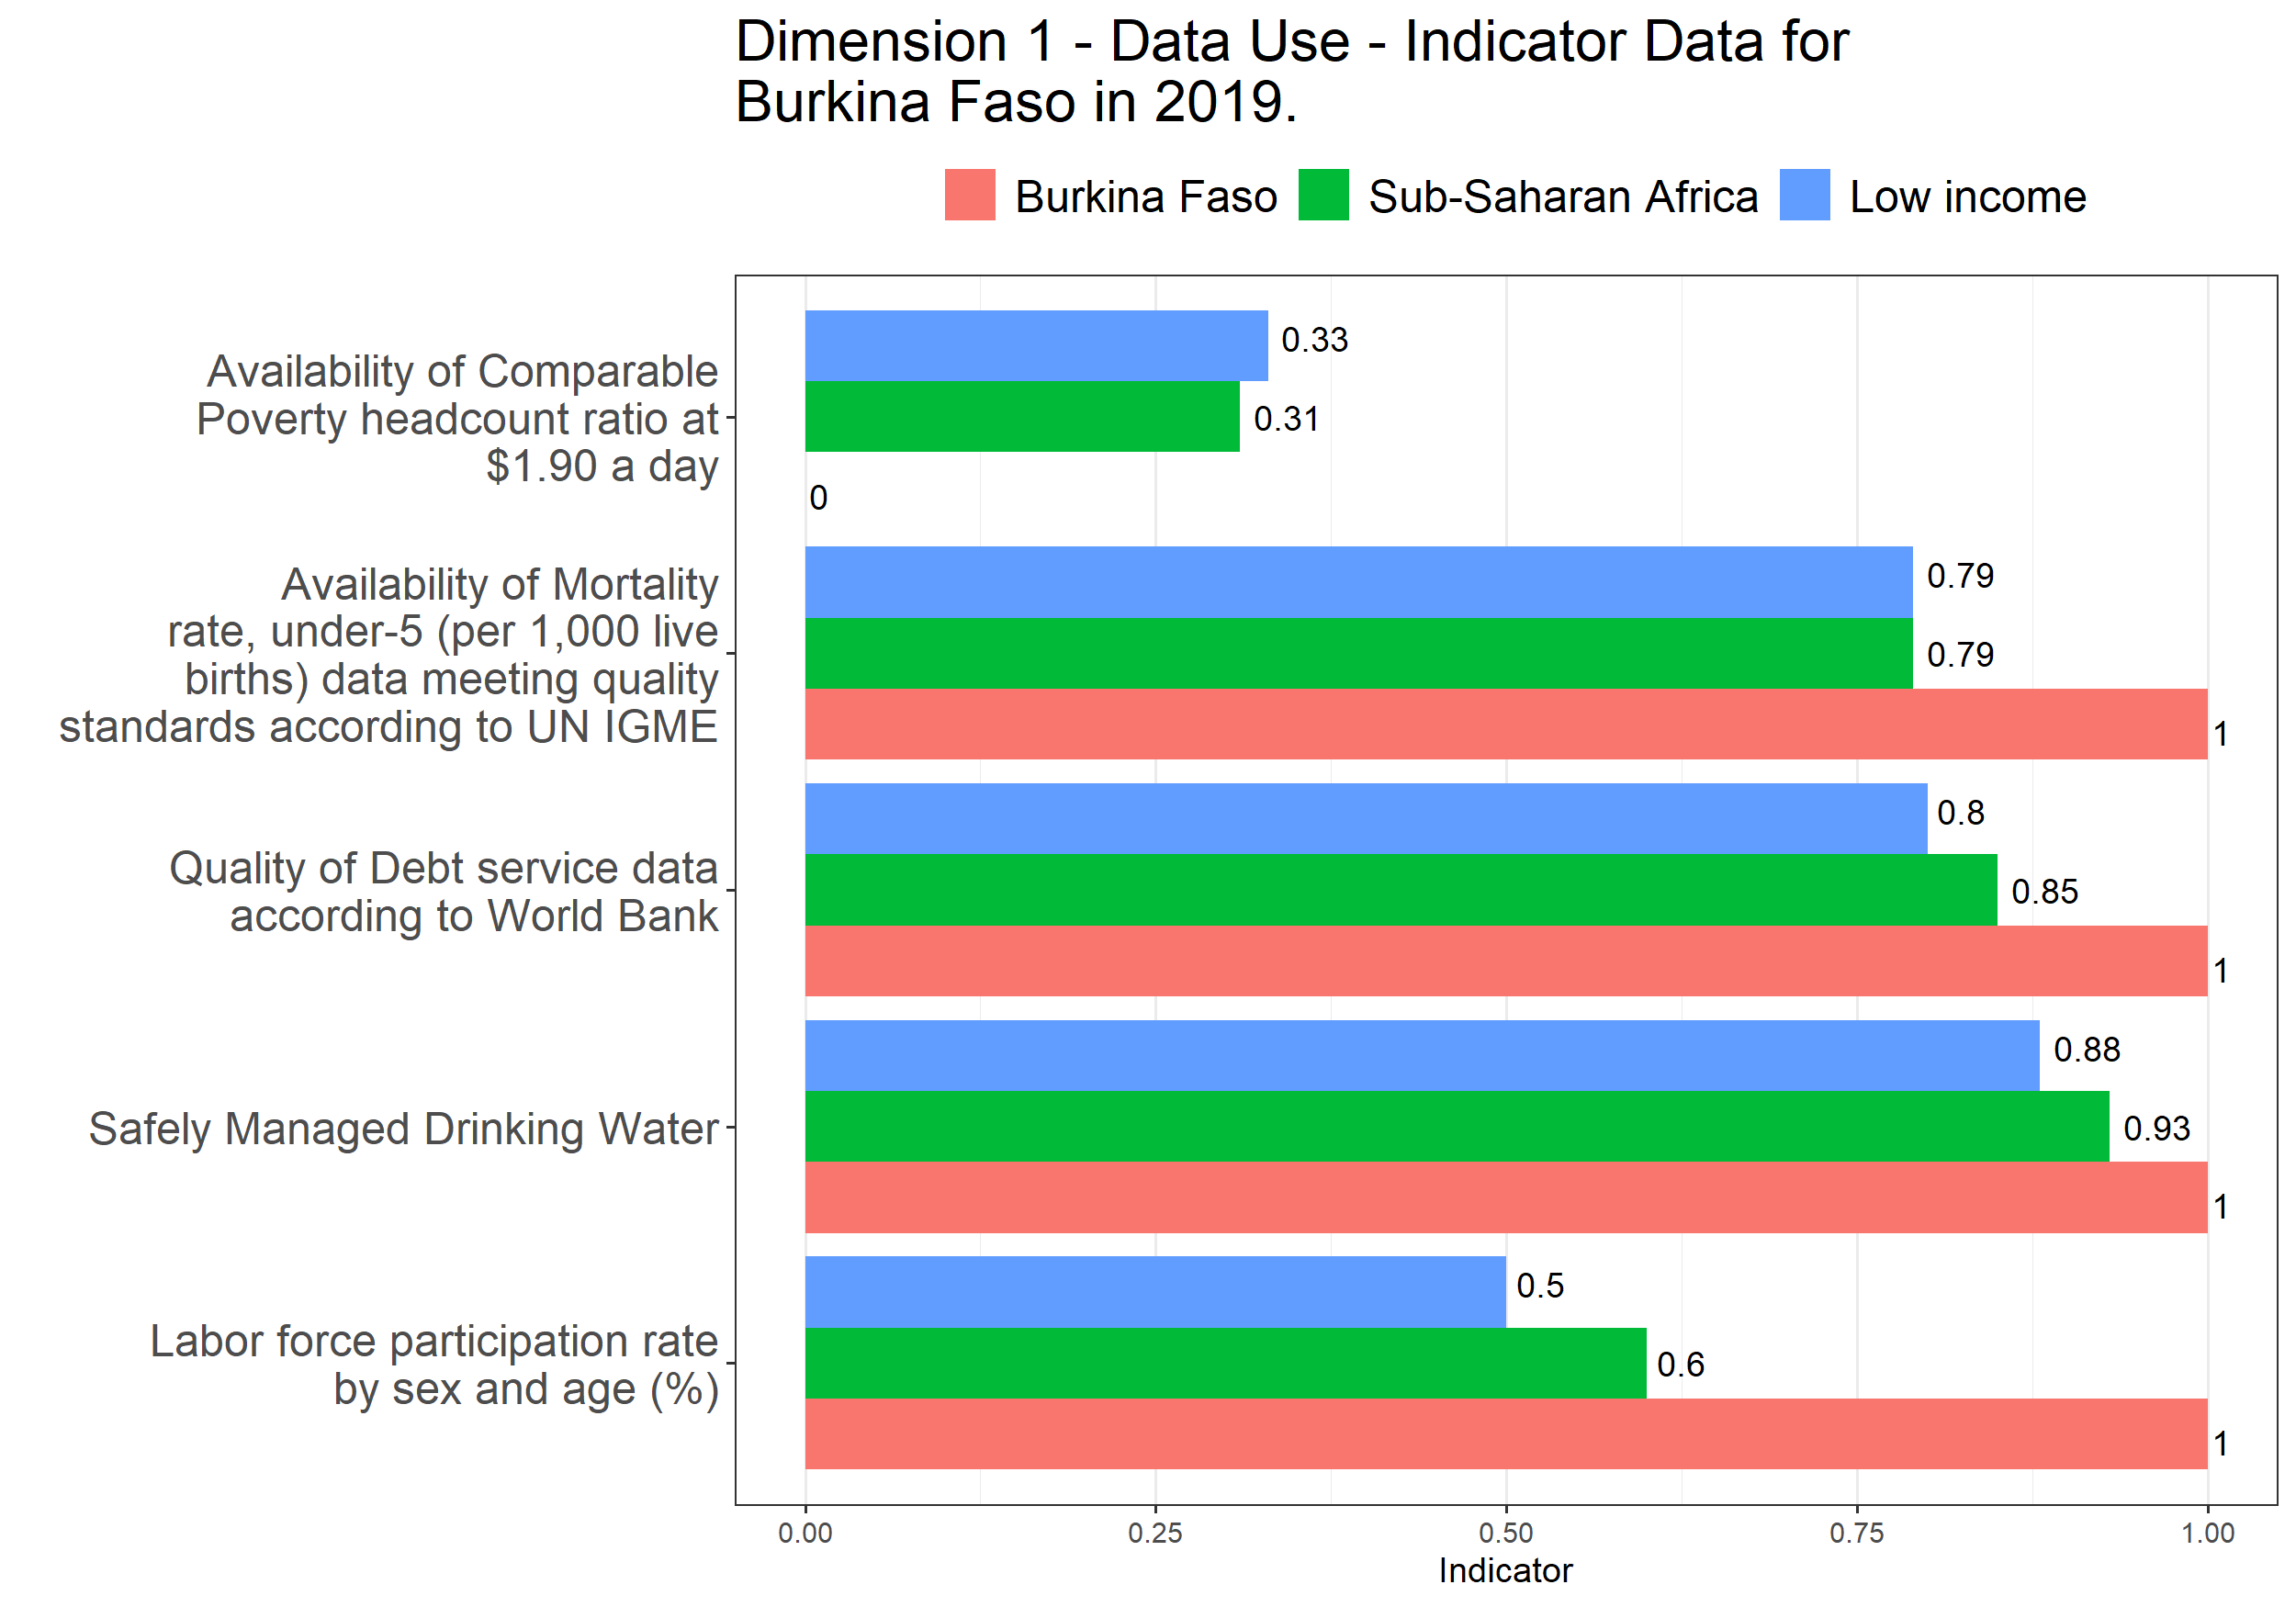 Dimension 1 - Data Use - Indicator Data for
Burkina Faso in 2019.
Burkina Faso Sub-Saharan Africa Low income
Availability of Comparable
Poverty headcount ratio at
$1.90 a day
0.33
0.31
0
Availability of Mortality
rate, under-5 (per 1,000 live
births) data meeting quality
standards according to UN IGME
0.79
0.79
1
Quality of Debt service data
according to World Bank
0.8
0.85
1
Safely Managed Drinking Water
0.88
0.93
1
Labor force participation rate
by sex and age (%)
0.5
0.6
1
0.00 0.25 0.50 0.75 1.00
Indicator